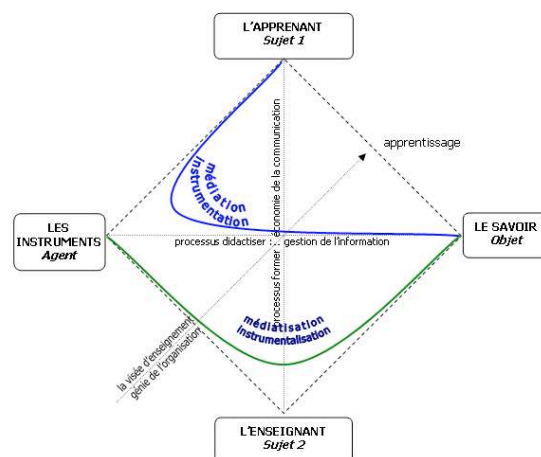 L'APPRENANT
Sujet 1
apprentissage
médiation
instrumentation
processus former ... économie de la communication
LES
INSTRUMENTS
Agent
LE SAVOIR
Objet
processus didactiser ... gestion de l'information
médiatisation
instrumentalisation
la visée d'enseignement
génie de l'organisation
L'ENSEIGNANT
Sujet 2